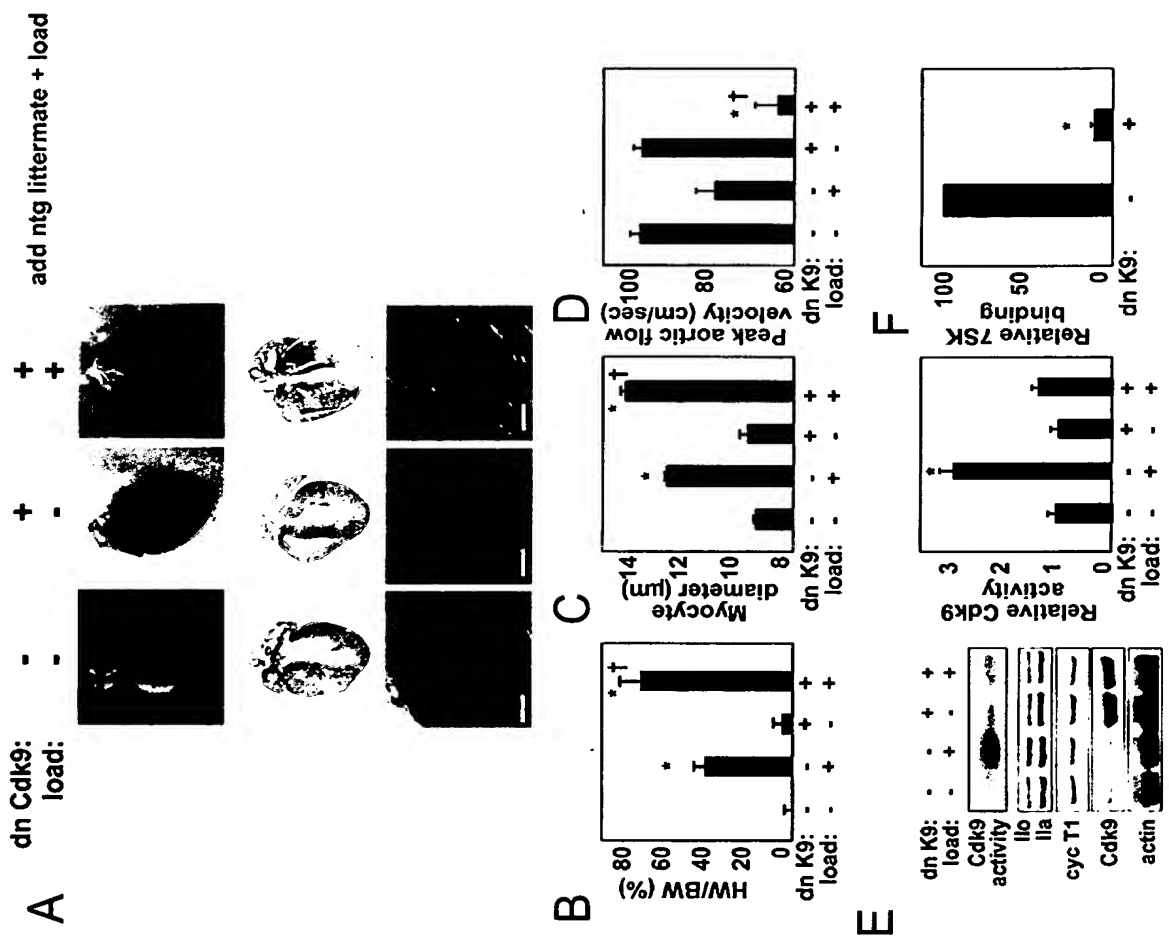 A
dn Cdk9: - + +
load: - - + add ntg littermate + load
B
HW/BW (%)
80
60
40
20
0
* * †
dn K9: - - + +
load: - + - +
C
Myocyte diameter (µm)
14
12
10
8
* * †
dn K9: - - + +
load: - + - +
D
Peak aortic flow velocity (cm/sec)
100
80
60
* †
dn K9: - - + +
load: - + - +
E
dn K9: - - + +
load: - + - +
Cdk9 activity
IIo
IIa
cyc T1
Cdk9
actin
Relative Cdk9 activity
3
2
1
0
*
dn K9: - - + +
load: - + - +
F
Relative 7SK binding
100
50
0
*
dn K9: - +